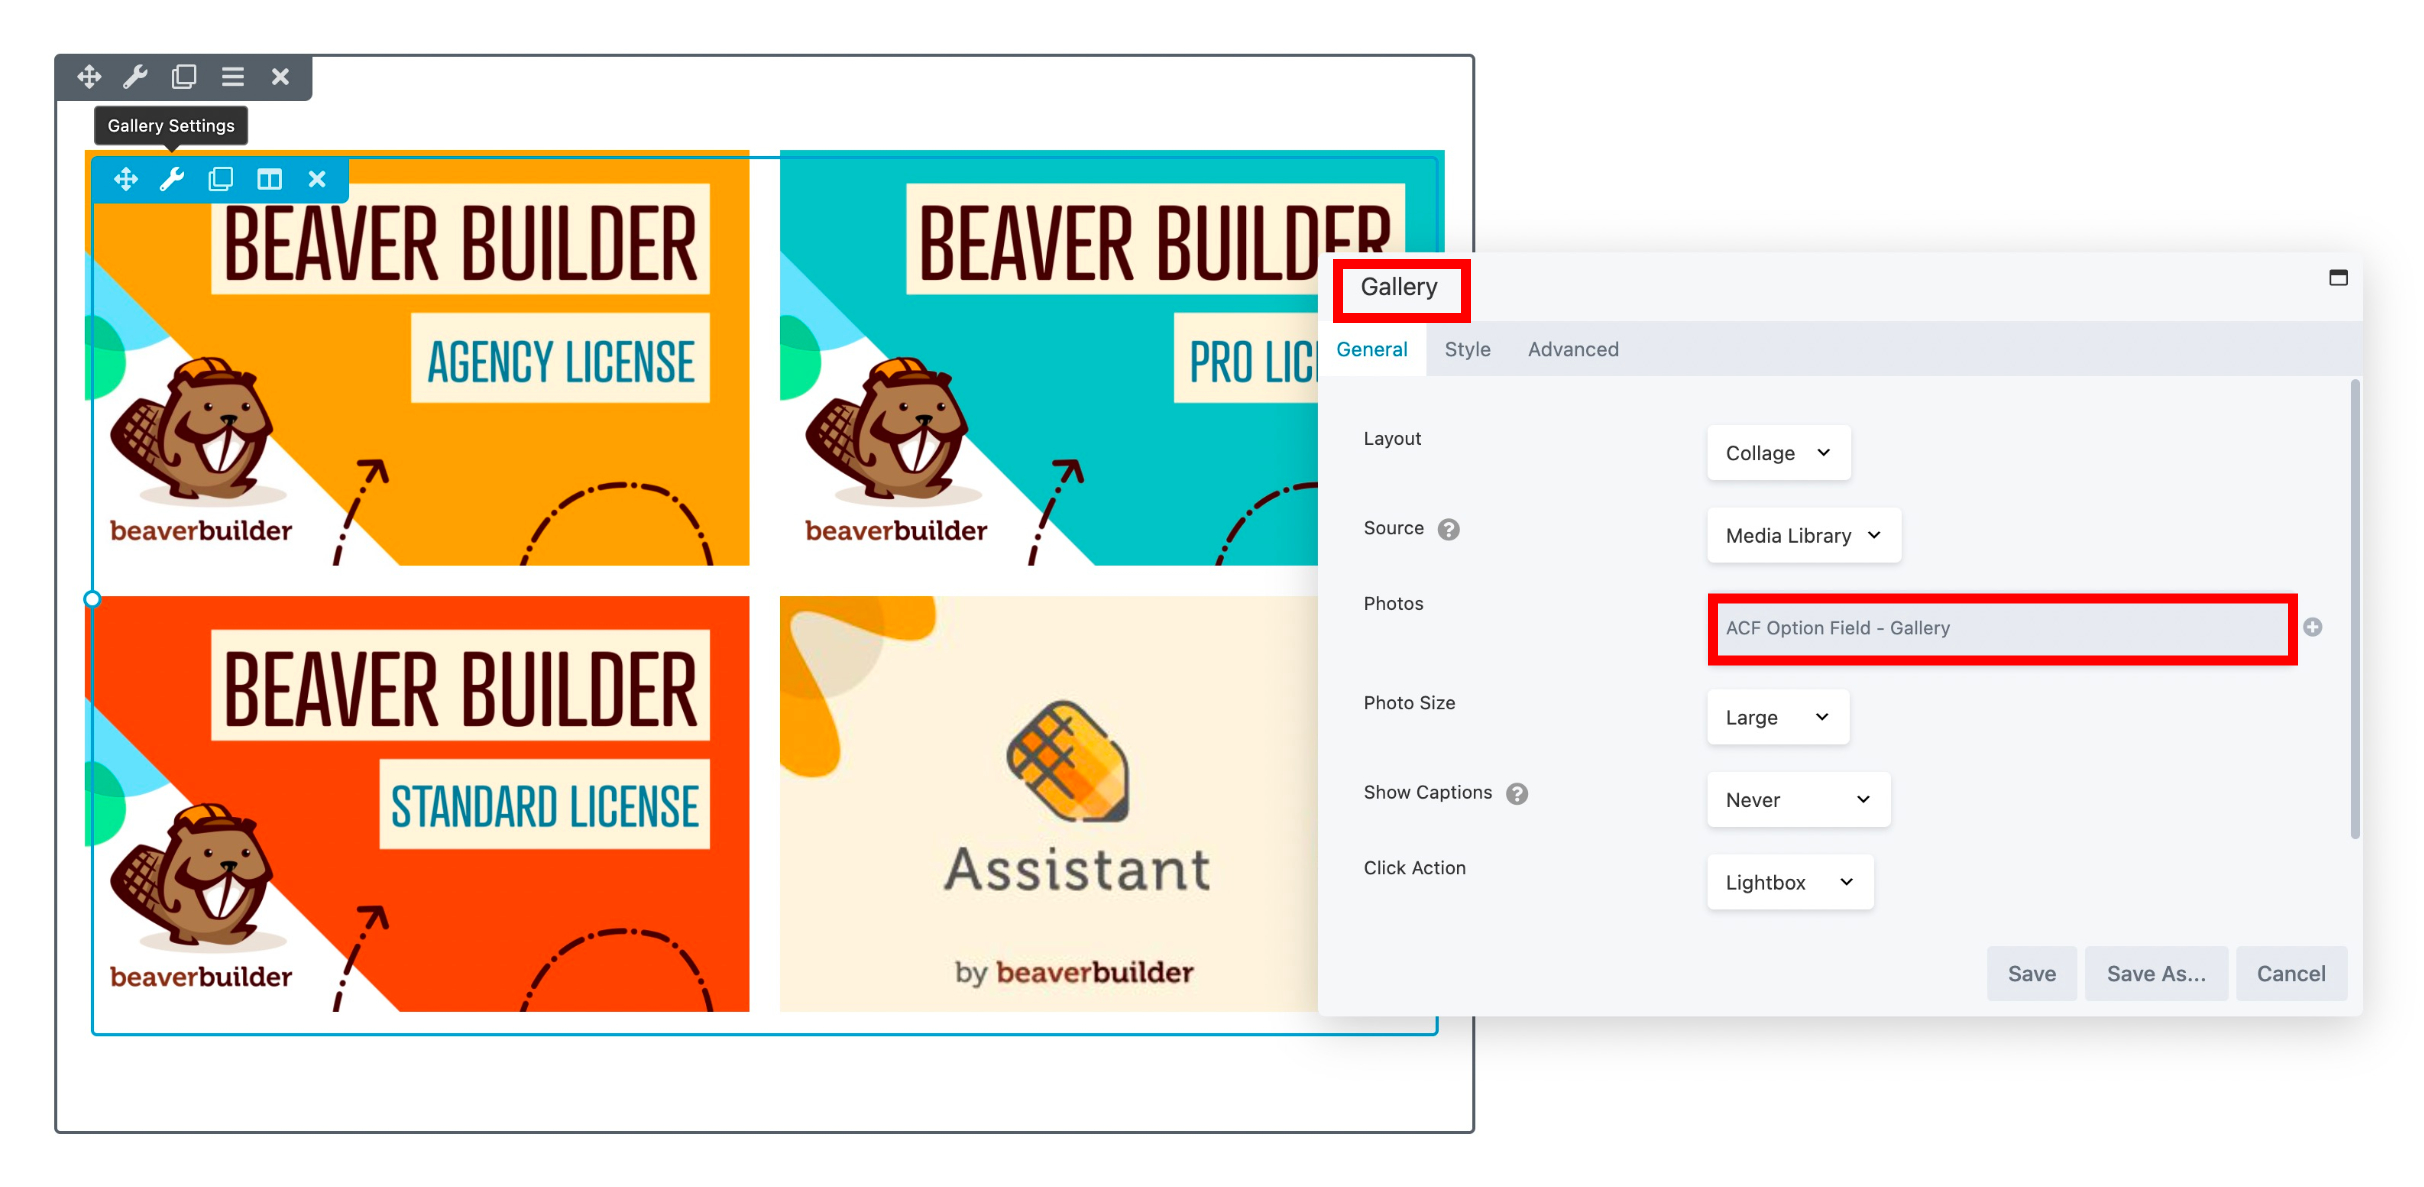 Gallery Settings
BEAVER BUILDER
AGENCY LICENSE
beaverbuilder
BEAVER BUILDER
PRO LIC
beaverbuilder
BEAVER BUILDER
STANDARD LICENSE
beaverbuilder
Assistant
by beaverbuilder
Gallery
General Style Advanced
Layout Collage
Source ? Media Library
Photos ACF Option Field - Gallery
Photo Size Large
Show Captions ? Never
Click Action Lightbox
Save Save As... Cancel